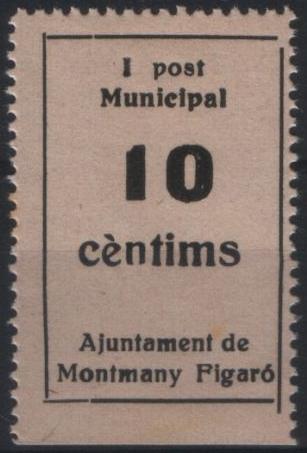 I post
Municipal
10
cèntims
Ajuntament de
Montmany Figaró